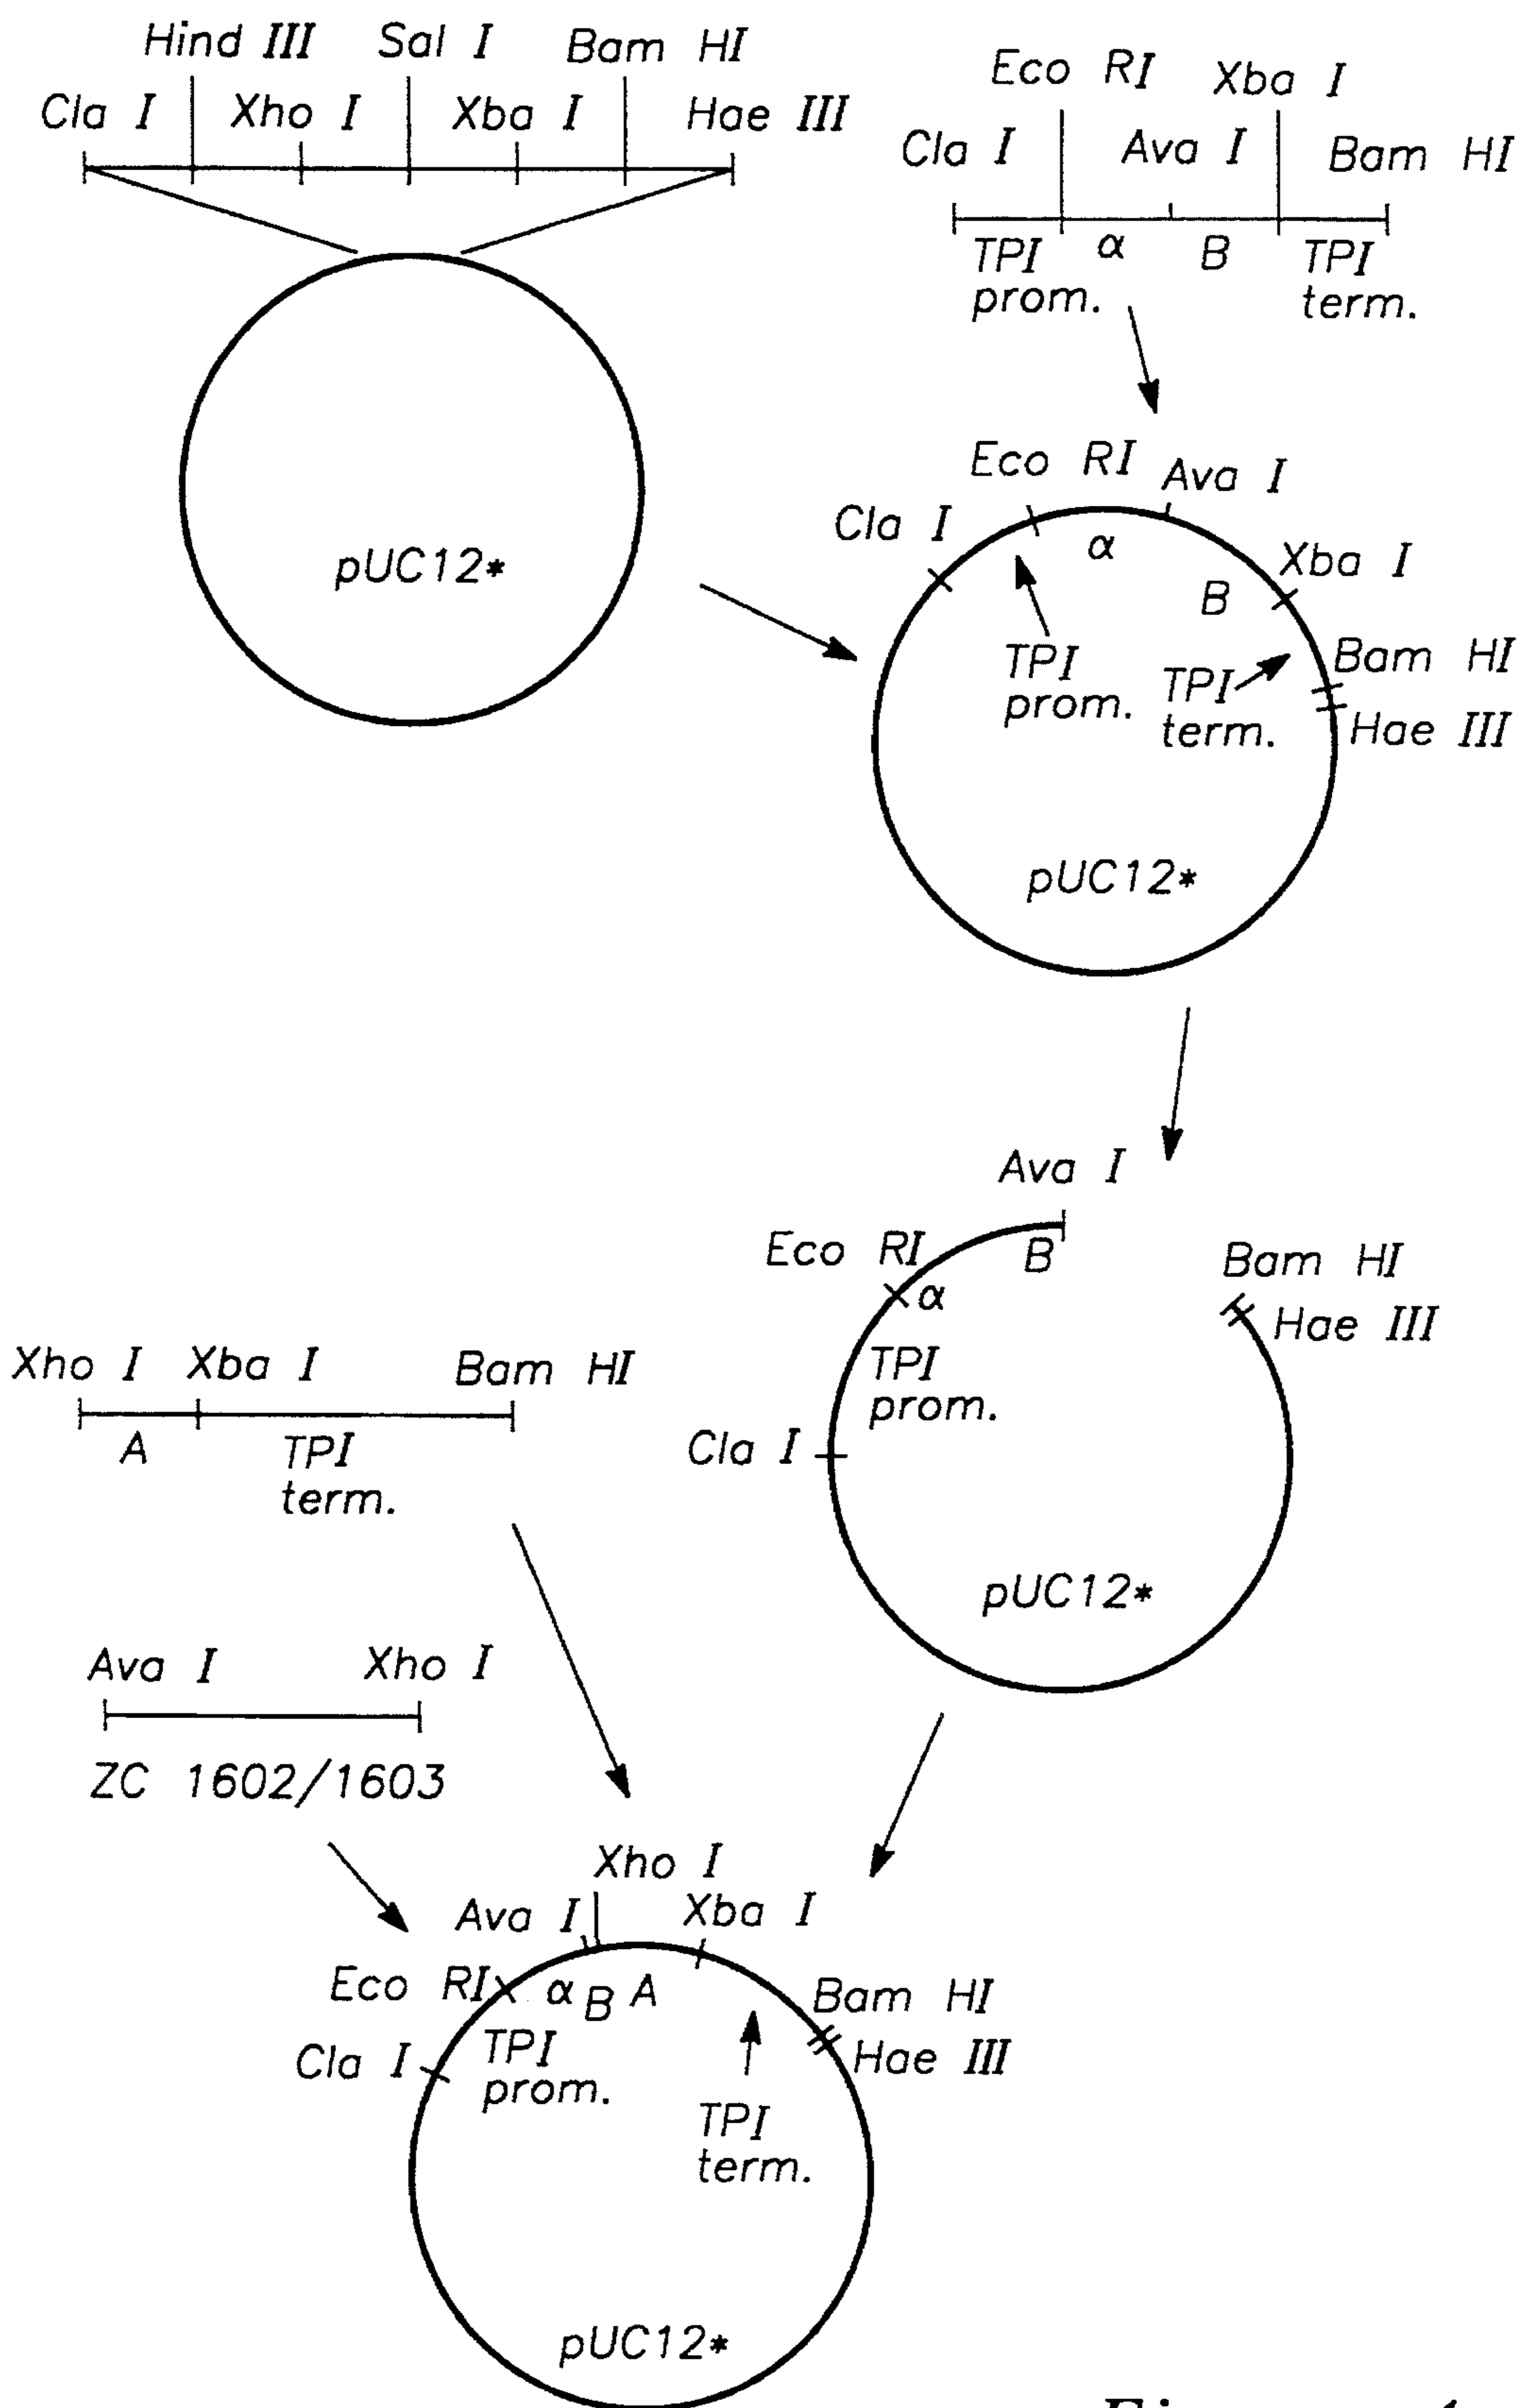 Hind III Sal I Bam HI
Cla I Xho I Xba I Hae III
pUC12*
Eco RI Xba I
Cla I Ava I Bam HI
TPI prom. α B TPI term.
Eco RI Ava I
Cla I
α
Xba I
B
TPI prom.
TPI term.
Bam HI
Hae III
pUC12*
Ava I
Eco RI
B
α
Bam HI
Hae III
TPI prom.
Cla I
pUC12*
Xho I Xba I Bam HI
A TPI term.
Ava I Xho I
ZC 1602/1603
Xho I
Ava I Xba I
Eco RI α B A
Bam HI
Cla I
TPI prom.
Hae III
TPI term.
pUC12*